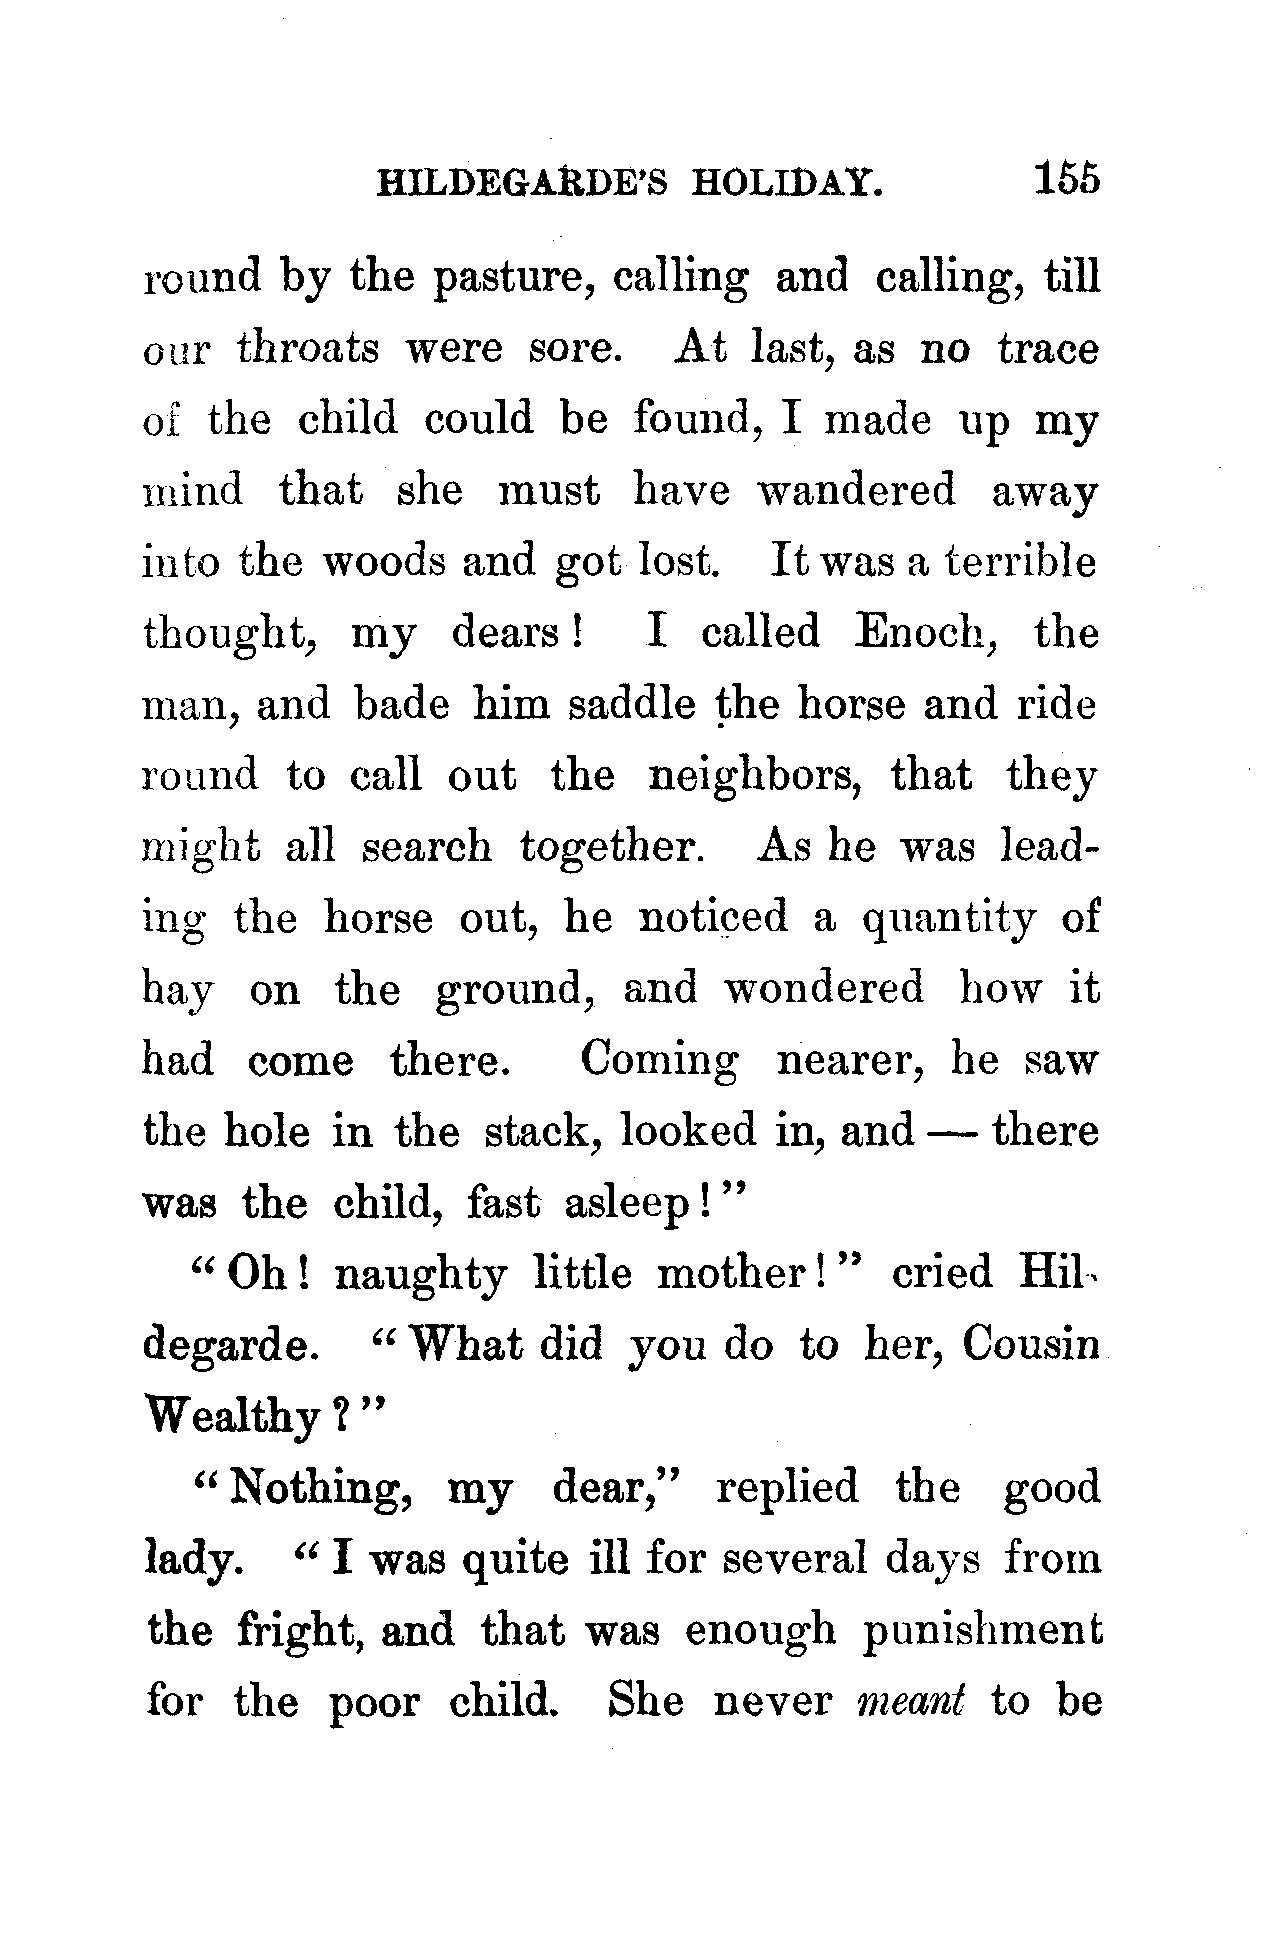 HILDEGARDE'S HOLIDAY. 155
round by the pasture, calling and calling, till
our throats were sore. At last, as no trace
of the child could be found, I made up my
mind that she must have wandered away
into the woods and got lost. It was a terrible
thought, my dears! I called Enoch, the
man, and bade him saddle the horse and ride
round to call out the neighbors, that they
might all search together. As he was lead-
ing the horse out, he noticed a quantity of
hay on the ground, and wondered how it
had come there. Coming nearer, he saw
the hole in the stack, looked in, and — there
was the child, fast asleep!”
“Oh! naughty little mother!” cried Hil-
degarde. “What did you do to her, Cousin
Wealthy?”
“Nothing, my dear,” replied the good
lady. “I was quite ill for several days from
the fright, and that was enough punishment
for the poor child. She never meant to be